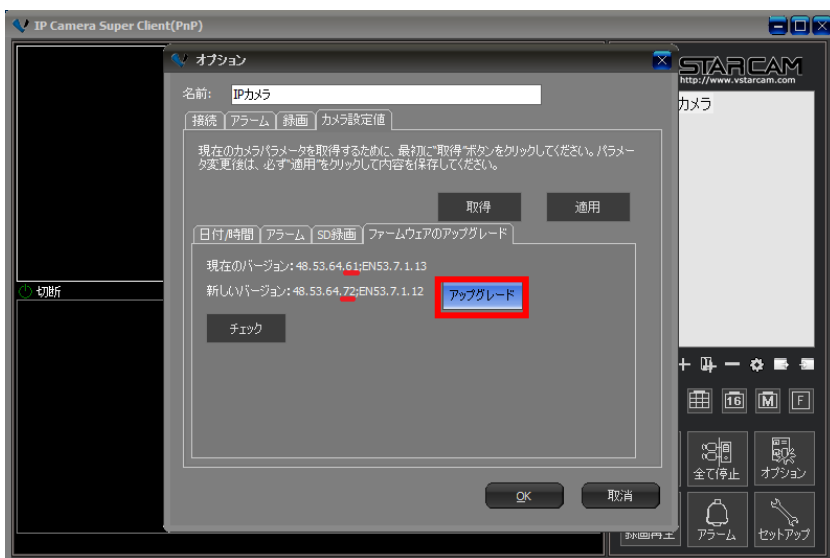 IP Camera Super Client(PnP)
オプション
STARCAM
http://www.vstarcam.com
名前: IPカメラ
カメラ
接続 アラーム 録画 カメラ設定値
現在のカメラパラメータを取得するために、最初に"取得"ボタンをクリックしてください。パラメー
タ変更後は、必ず"適用"をクリックして内容を保存してください。
取得 適用
日付/時間 アラーム SD録画 ファームウェアのアップグレード
現在のバージョン: 48.53.64.61;EN53.7.1.13
切断
新しいバージョン: 48.53.64.72;EN53.7.1.12 アップグレード
チェック
16 M F
全て停止 オプション
OK 取消
録画再生 アラーム セットアップ